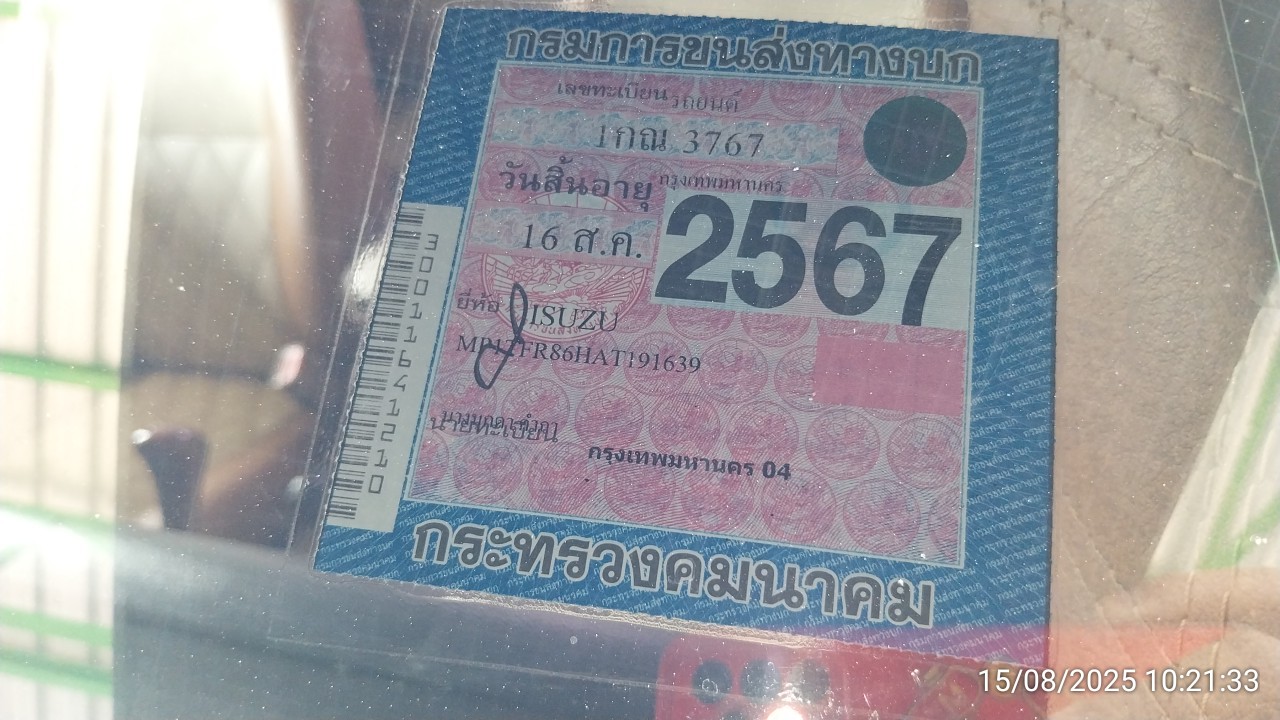 กรมการขนส่งทางบก
เลขทะเบียนรถยนต์
1กณ 3767
วันสิ้นอายุ กรุงเทพมหานคร
16 ส.ค. 2567
ยี่ห้อ ISUZU
FR86HAT191639
นายทะเบียน
กรุงเทพมหานคร 04
3001164121210
กระทรวงคมนาคม
15/08/2025 10:21:33